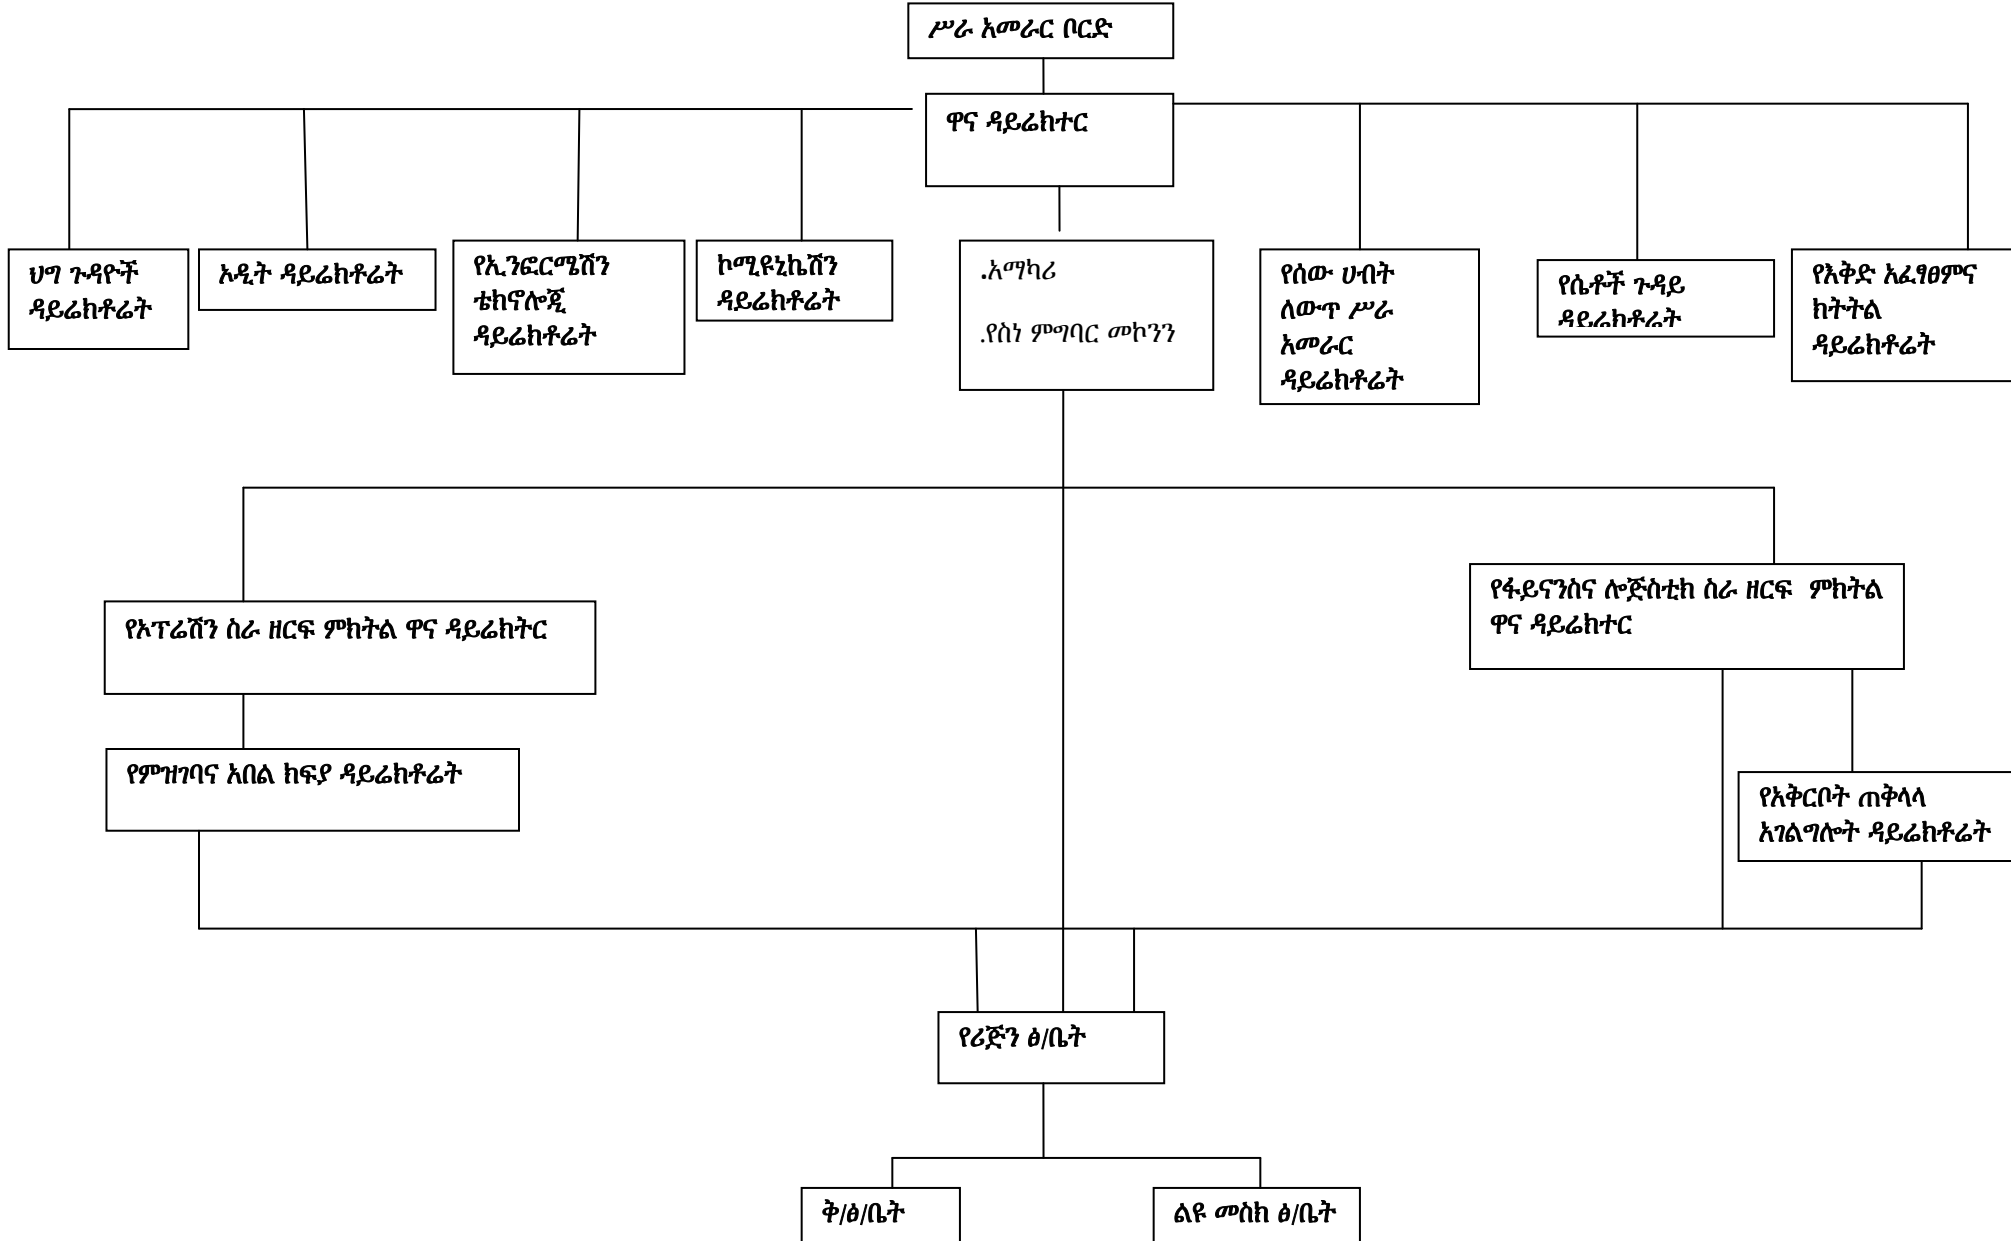 ሥራ አመራር ቦርድ
ዋና ዳይሬክተር
ህግ ጉዳዮች
ዳይሬክቶሬት
ኦዲት ዳይሬክቶሬት
የኢንፎርሜሽን
ቴክኖሎጂ
ዳይሬክቶሬት
ኮሚዩኒኬሽን
ዳይሬክቶሬት
.አማካሪ
.የስነ ምግባር መኮንን
የሰው ሀብት
ለውጥ ሥራ
አመራር
ዳይሬክቶሬት
የሴቶች ጉዳይ
ዳይሬክቶሬት
የእቅድ አፈፃፀምና
ክትትል
ዳይሬክቶሬት
የኦፕሬሽን ስራ ዘርፍ ምክትል ዋና ዳይሬክትር
የፋይናንስና ሎጅስቲክ ስራ ዘርፍ ምክትል
ዋና ዳይሬክተር
የምዝገባና አበል ክፍያ ዳይሬክቶሬት
የአቅርቦት ጠቅላላ
አገልግሎት ዳይሬክቶሬት
የሪጅን ፅ/ቤት
ቅ/ፅ/ቤት
ልዩ መስክ ፅ/ቤት